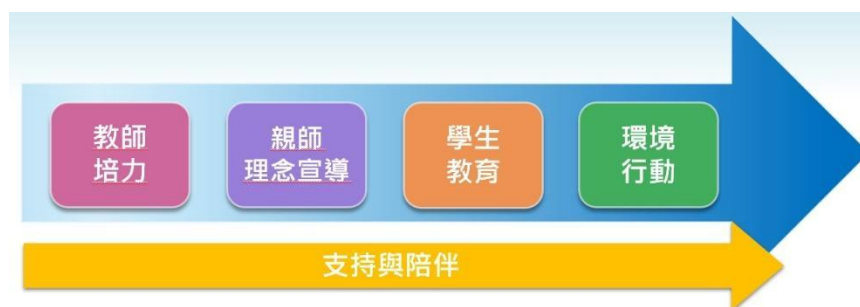 教師
培力
親師
理念宣導
學生
教育
環境
行動
支持與陪伴